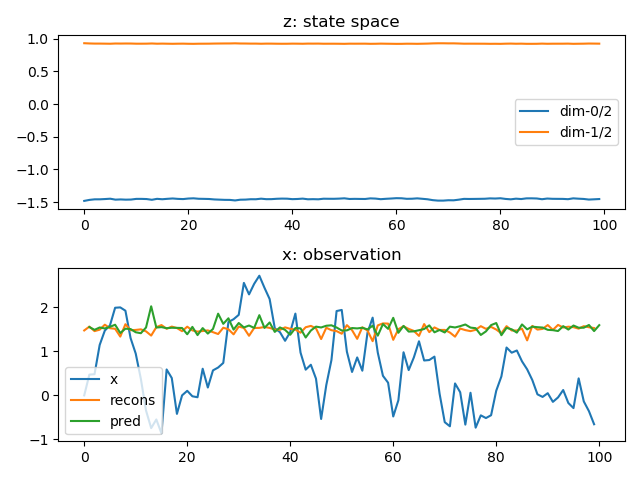 z: state space
1.0
0.5
0.0
−0.5
−1.0
−1.5
dim-0/2
dim-1/2
0 20 40 60 80 100
x: observation
2
1
0
−1
x
recons
pred
0 20 40 60 80 100